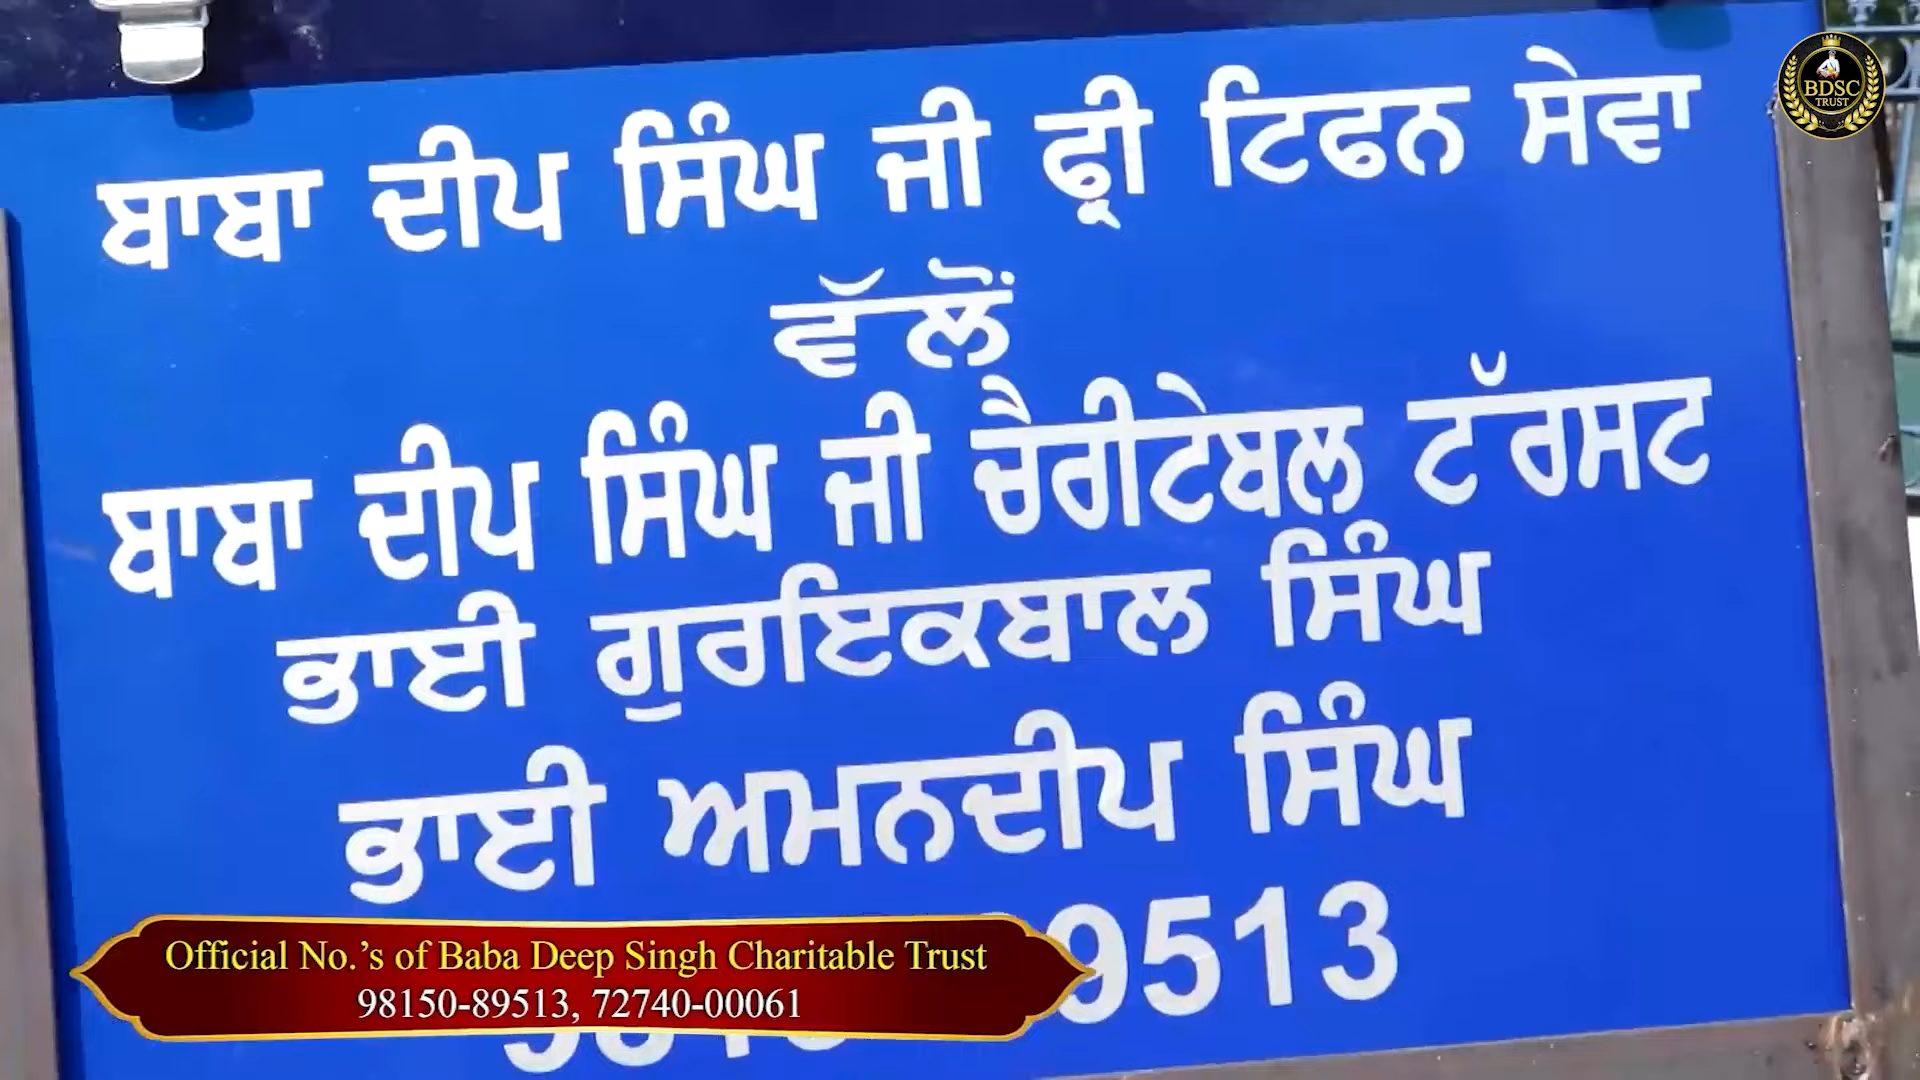 BDSC
TRUST
ਬਾਬਾ ਦੀਪ ਸਿੰਘ ਜੀ ਫ੍ਰੀ ਟਿਫਨ ਸੇਵਾ
ਵੱਲੋਂ
ਬਾਬਾ ਦੀਪ ਸਿੰਘ ਜੀ ਚੈਰੀਟੇਬਲ ਟੱਰਸਟ
ਭਾਈ ਗੁਰਇਕਬਾਲ ਸਿੰਘ
ਭਾਈ ਅਮਨਦੀਪ ਸਿੰਘ
9513
Official No.’s of Baba Deep Singh Charitable Trust
98150-89513, 72740-00061